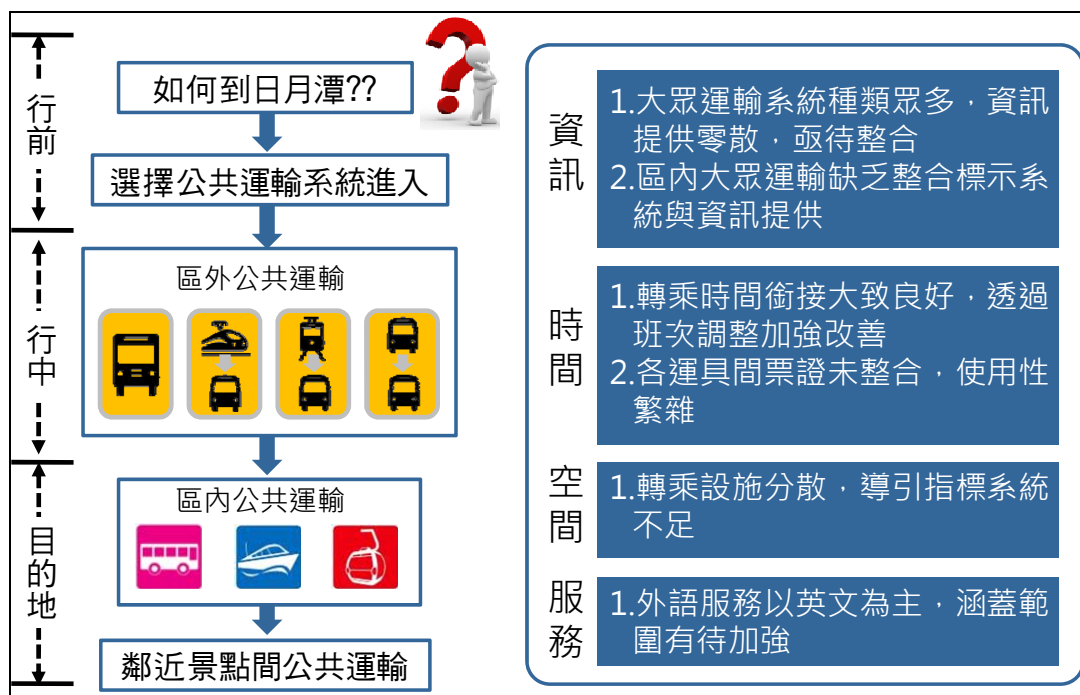 行前
如何到日月潭??
選擇公共運輸系統進入
行中
區外公共運輸
目的地
區內公共運輸
鄰近景點間公共運輸
資訊
1.大眾運輸系統種類眾多，資訊
提供零散，亟待整合
2.區內大眾運輸缺乏整合標示系
統與資訊提供
時間
1.轉乘時間銜接大致良好，透過
班次調整加強改善
2.各運具間票證未整合，使用性
繁雜
空間
1.轉乘設施分散，導引指標系統
不足
服務
1.外語服務以英文為主，涵蓋範
圍有待加強